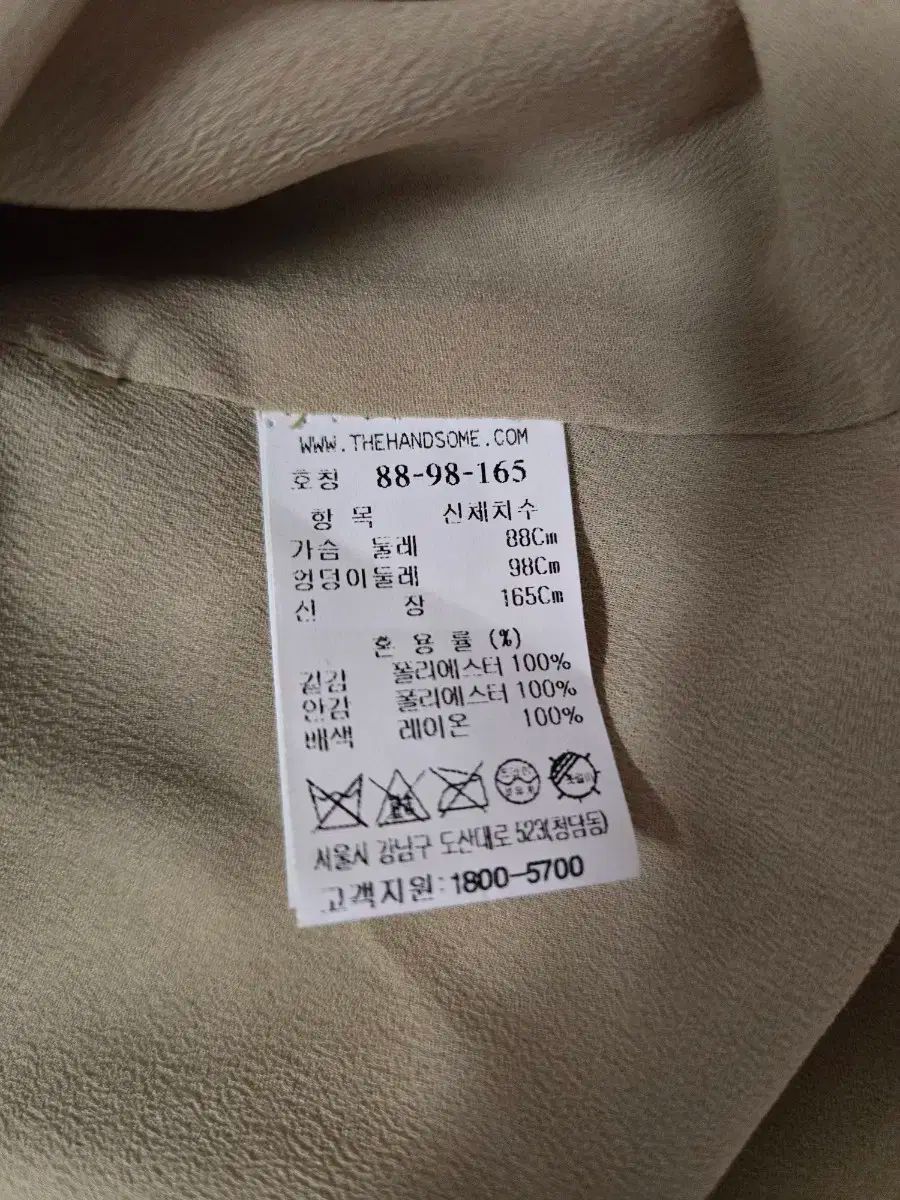 WWW.THEHANDSOME.COM
호칭 88-98-165
항 목 신체치수
가슴 둘레 88Cm
엉덩이둘레 98Cm
신 장 165Cm
혼 용 률 (%)
겉감 폴리에스터 100%
안감 폴리에스터 100%
배색 레이온 100%
서울시 강남구 도산대로 523(청담동)
고객지원:1800-5700